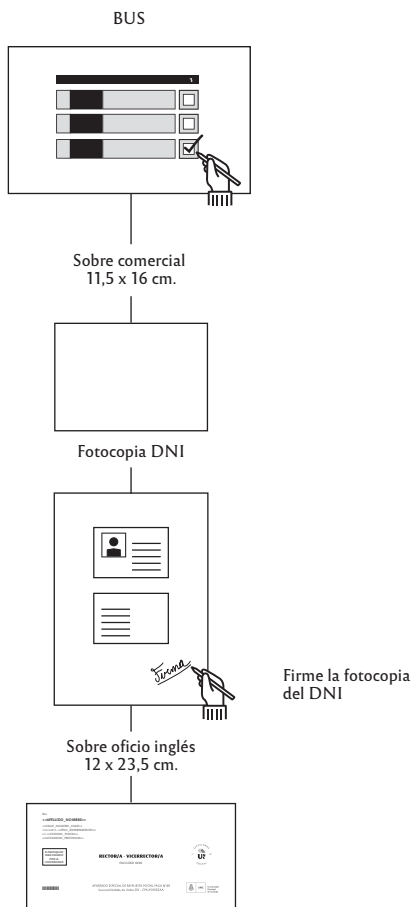 BUS
1
Sobre comercial
11,5 x 16 cm.
Fotocopia DNI
Firma
Firme la fotocopia
del DNI
Sobre oficio inglés
12 x 23,5 cm.
RECTOR/A - VICERRECTOR/A